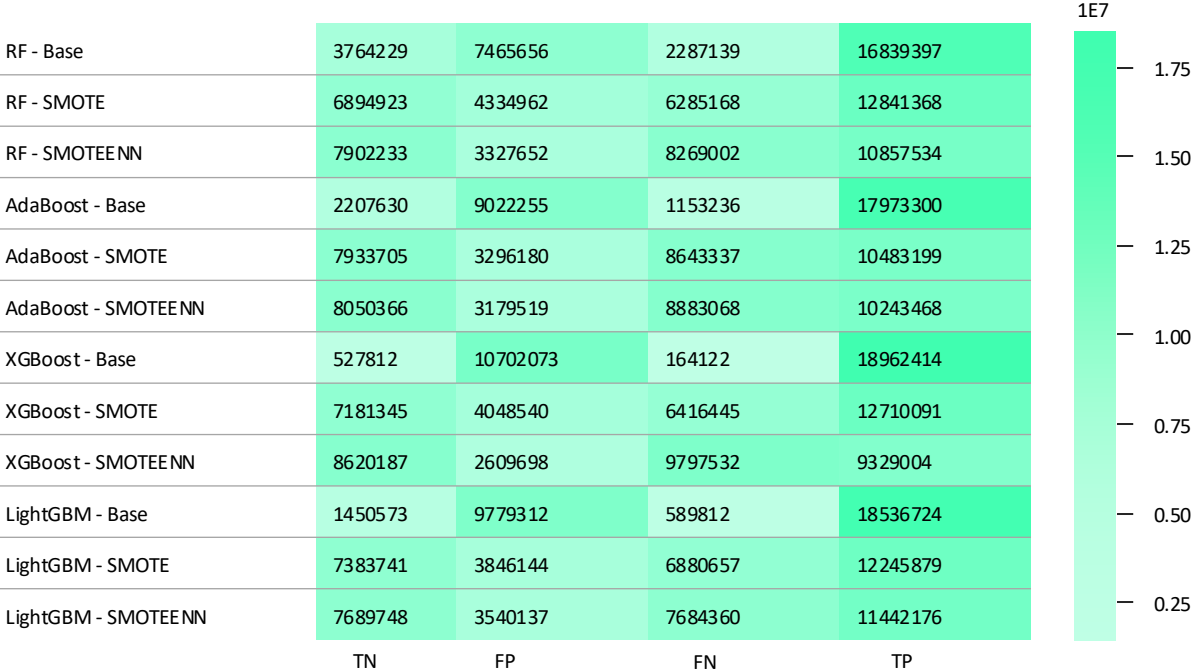 1E7
RF - Base 3764229 7465656 2287139 16839397
1.75
RF - SMOTE 6894923 4334962 6285168 12841368
RF - SMOTEENN 7902233 3327652 8269002 10857534
1.50
AdaBoost - Base 2207630 9022255 1153236 17973300
AdaBoost - SMOTE 7933705 3296180 8643337 10483199
1.25
AdaBoost - SMOTEENN 8050366 3179519 8883068 10243468
1.00
XGBoost - Base 527812 10702073 164122 18962414
XGBoost - SMOTE 7181345 4048540 6416445 12710091
0.75
XGBoost - SMOTEENN 8620187 2609698 9797532 9329004
LightGBM - Base 1450573 9779312 589812 18536724
0.50
LightGBM - SMOTE 7383741 3846144 6880657 12245879
0.25
LightGBM - SMOTEENN 7689748 3540137 7684360 11442176
TN FP FN TP